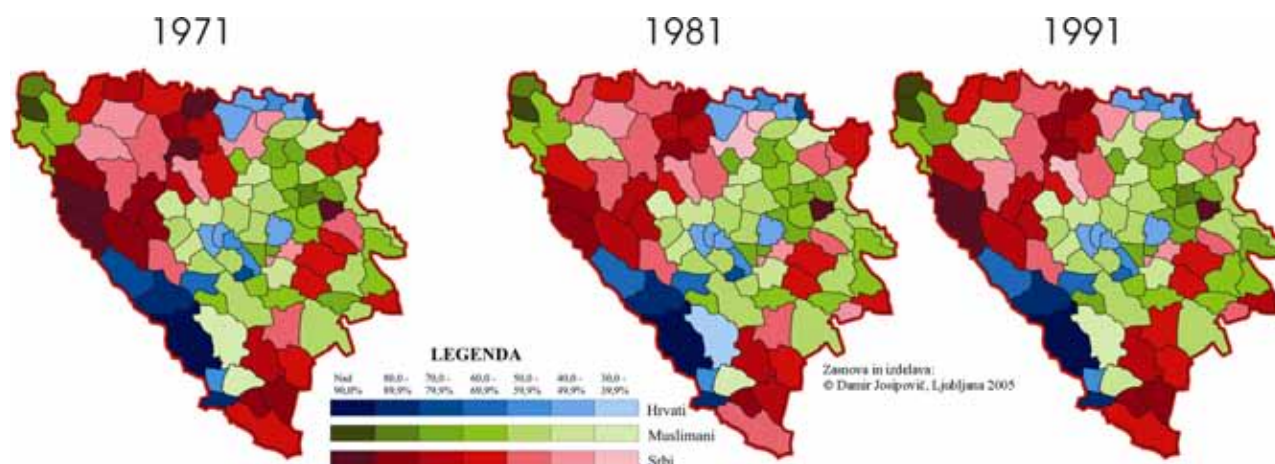 1971 1981 1991
LEGENDA
Nad 80,0 - 70,0 - 60,0 - 50,0 - 40,0 - 30,0 -
90,0% 89,9% 79,9% 69,9% 59,9% 49,9% 39,9%
Hrvati
Muslimani
Srbi
Zasnova in izdelava:
© Damir Josipovič, Ljubljana 2005